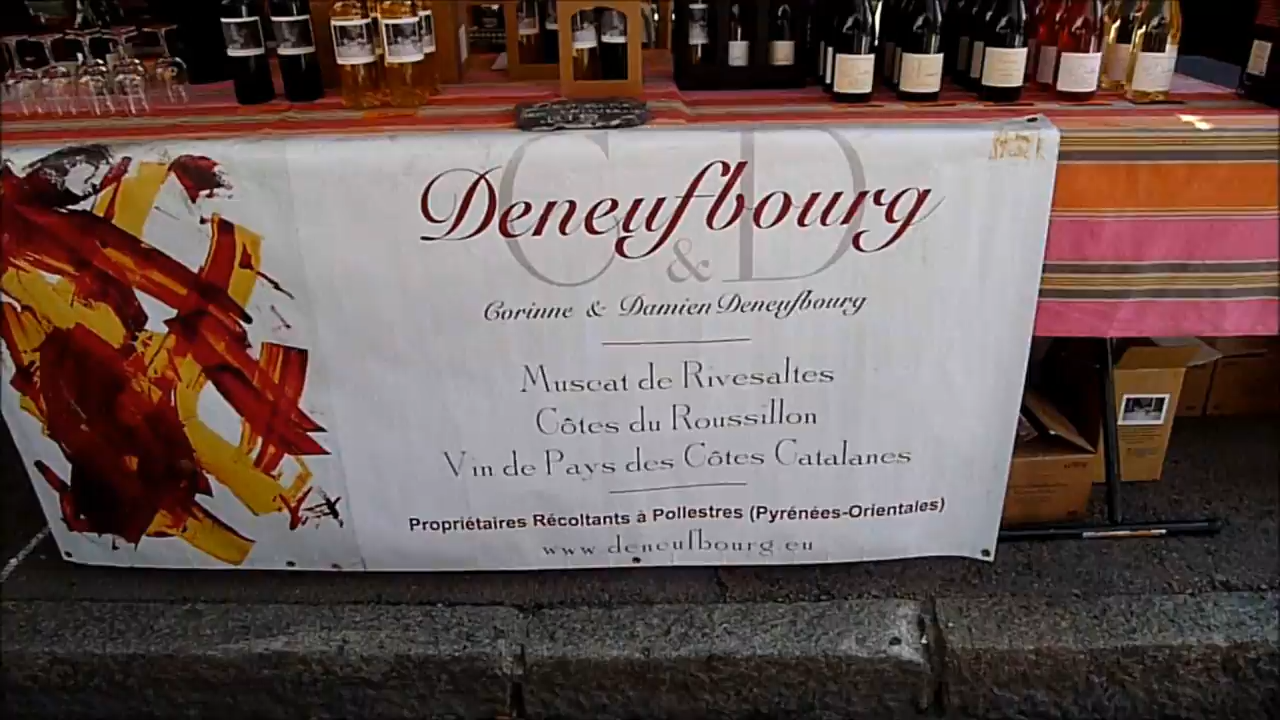 C D
Deneufbourg
&
Corinne & Damien Deneufbourg
Muscat de Rivesaltes
Côtes du Roussillon
Vin de Pays des Côtes Catalanes
Propriétaires Récoltants à Pollestres (Pyrénées-Orientales)
www.deneufbourg.eu